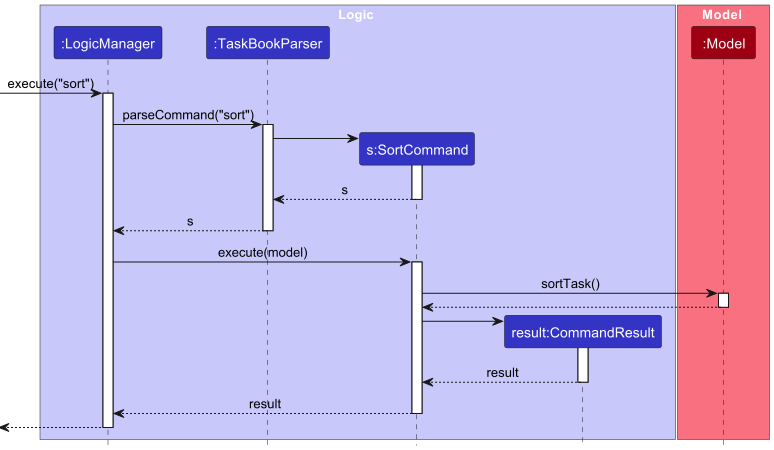 Logic
Model
:LogicManager
:TaskBookParser
:Model
execute("sort")
parseCommand("sort")
s:SortCommand
s
s
execute(model)
sortTask()
result:CommandResult
result
result